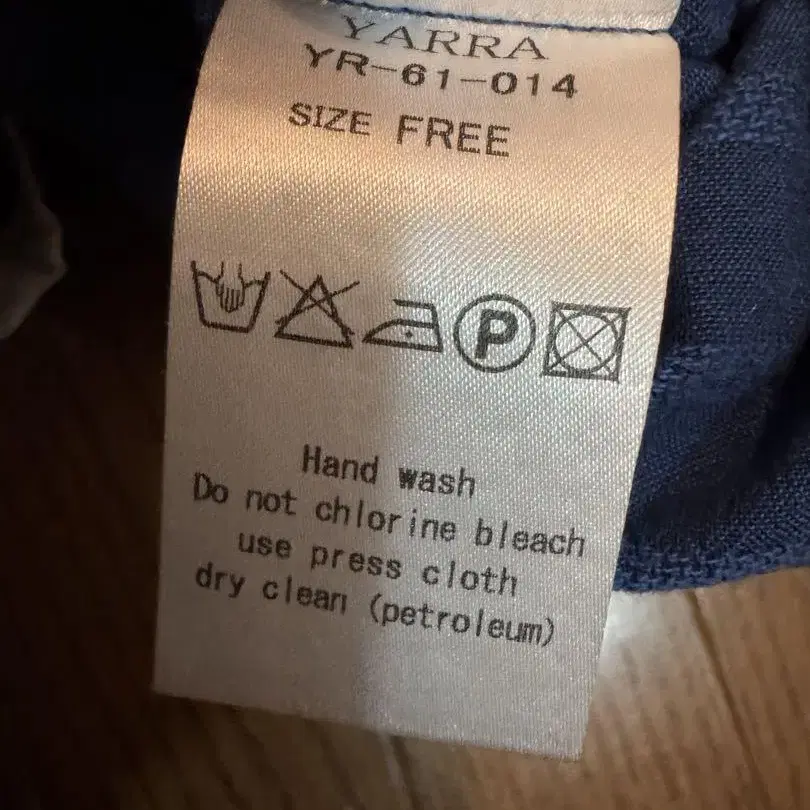 YARRA
YR-61-014
SIZE FREE
P
Hand wash
Do not chlorine bleach
use press cloth
dry clean (petroleum)